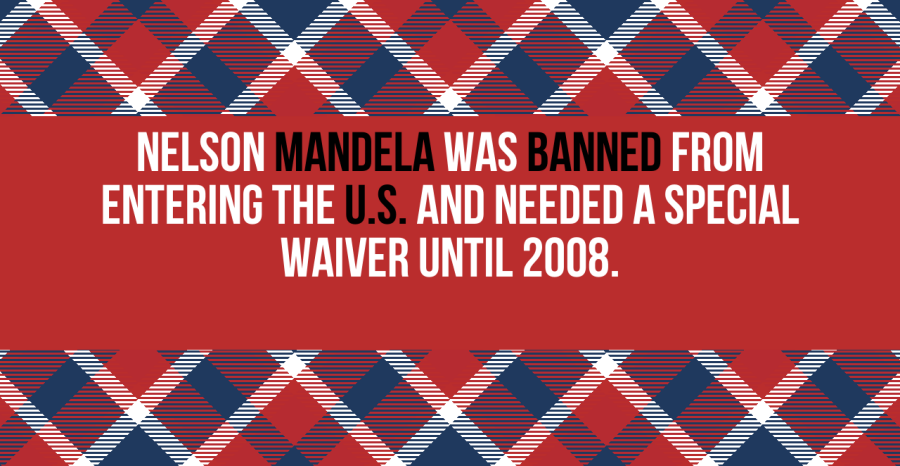 NELSON MANDELA WAS BANNED FROM
ENTERING THE U.S. AND NEEDED A SPECIAL
WAIVER UNTIL 2008.